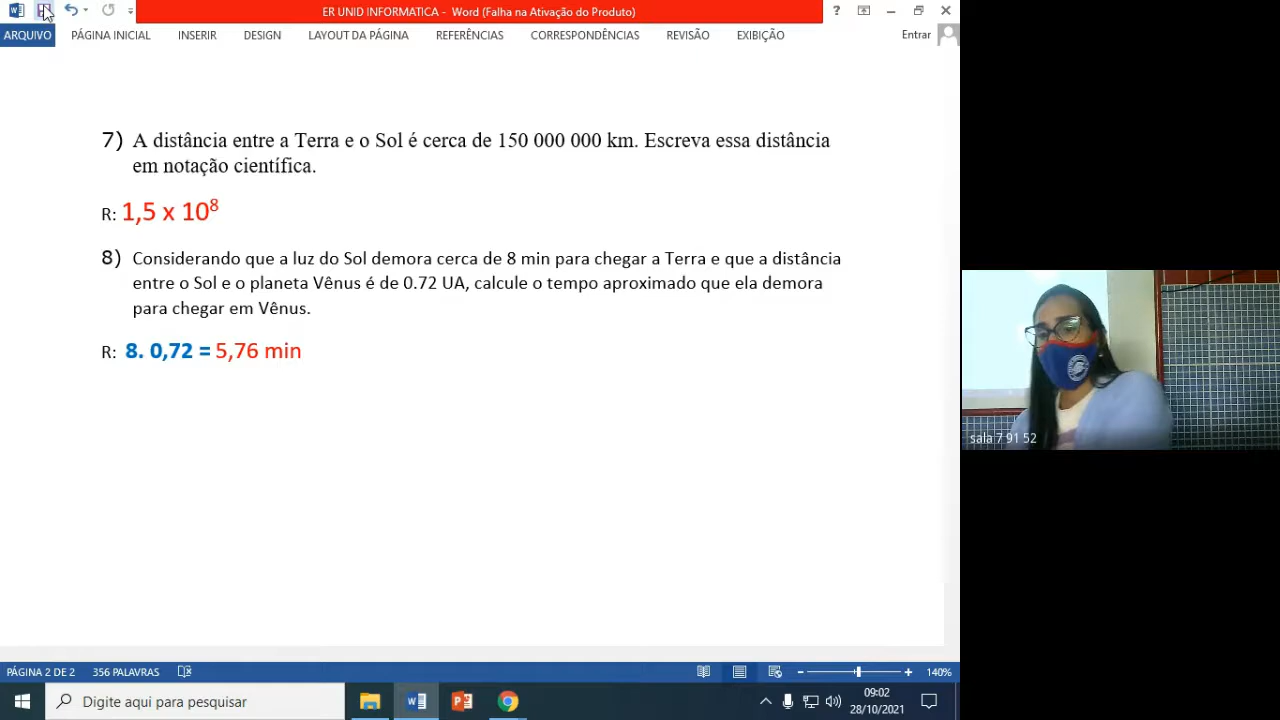 ER UNID INFORMATICA - Word (Falha na Ativação do Produto)
?
ARQUIVO PÁGINA INICIAL INSERIR DESIGN LAYOUT DA PÁGINA REFERÊNCIAS CORRESPONDÊNCIAS REVISÃO EXIBIÇÃO Entrar
7) A distância entre a Terra e o Sol é cerca de 150 000 000 km. Escreva essa distância
em notação científica.
R: 1,5 x 10⁸
8) Considerando que a luz do Sol demora cerca de 8 min para chegar a Terra e que a distância
entre o Sol e o planeta Vênus é de 0.72 UA, calcule o tempo aproximado que ela demora
para chegar em Vênus.
R: 8. 0,72 = 5,76 min
sala 7 91 52
PÁGINA 2 DE 2 356 PALAVRAS 140%
Digite aqui para pesquisar
09:02
28/10/2021